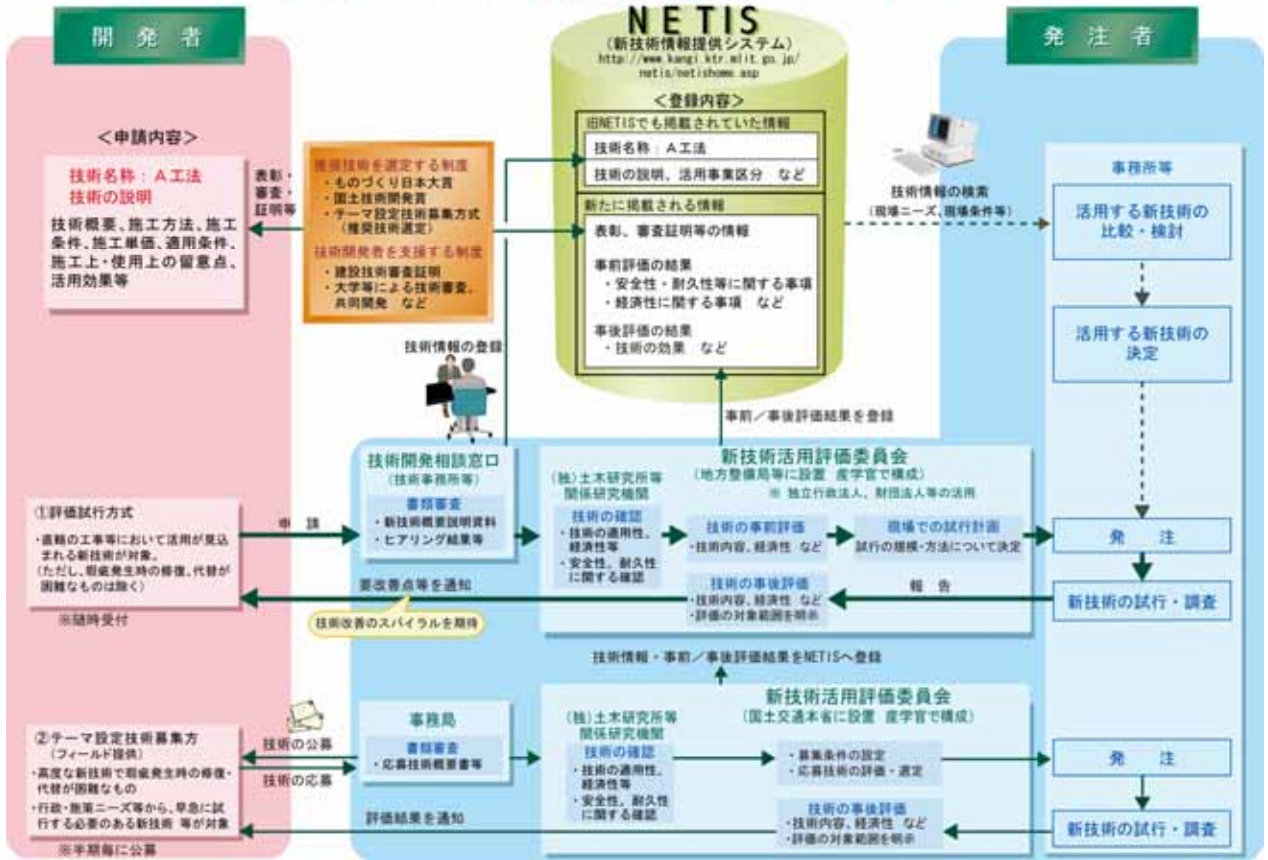 開発者
NETIS
(新技術情報提供システム)
http://www.kangi.ktr.mlit.go.jp/
netis/netishome.asp
発注者
<申請内容>
技術名称:A工法
技術の説明
技術概要、施工方法、施工
条件、施工単価、適用条件、
施工上・使用上の留意点、
活用効果等
表彰・
審査・
証明等
推奨技術を選定する制度
・ものづくり日本大賞
・国土技術開発賞
・テーマ設定技術募集方式
(推奨技術選定)
技術開発者を支援する制度
・建設技術審査証明
・大学等による技術審査、
共同開発 など
<登録内容>
旧NETISでも掲載されていた情報
技術名称:A工法
技術の説明、活用事業区分 など
新たに掲載される情報
表彰、審査証明等の情報
事前評価の結果
・安全性・耐久性等に関する事項
・経済性に関する事項 など
事後評価の結果
・技術の効果 など
技術情報の検索
(現場ニーズ、現場条件等)
事務所等
活用する新技術の
比較・検討
活用する新技術の
決定
技術情報の登録
事前/事後評価結果を登録
技術開発相談窓口
(技術事務所等)
書類審査
・新技術概要説明資料
・ヒアリング結果等
新技術活用評価委員会
(地方整備局等に設置 産学官で構成)
※ 独立行政法人、財団法人等の活用
(独)土木研究所等
関係研究機関
技術の確認
・技術の適用性、
経済性等
・安全性、耐久性
に関する確認
技術の事前評価
・技術内容、経済性 など
現場での試行計画
試行の規模・方法について決定
技術の事後評価
・技術内容、経済性 など
・評価の対象範囲を明示
報告
発注
新技術の試行・調査
①評価試行方式
・直轄の工事等において活用が見込
まれる新技術が対象。
(ただし、瑕疵発生時の修復、代替が
困難なものは除く)
※随時受付
申請
要改善点等を通知
技術改善のスパイラルを期待
技術情報・事前/事後評価結果をNETISへ登録
②テーマ設定技術募集方
(フィールド提供)
・高度な新技術で瑕疵発生時の修復・
代替が困難なもの
・行政・施策ニーズ等から、早急に試
行する必要のある新技術 等が対象
※半期毎に公募
技術の公募
技術の応募
評価結果を通知
事務局
書類審査
・応募技術概要書等
新技術活用評価委員会
(国土交通本省に設置 産学官で構成)
(独)土木研究所等
関係研究機関
技術の確認
・技術の適用性、
経済性等
・安全性、耐久性
に関する確認
・募集条件の設定
・応募技術の評価・選定
技術の事後評価
・技術内容、経済性 など
・評価の対象範囲を明示
発注
新技術の試行・調査